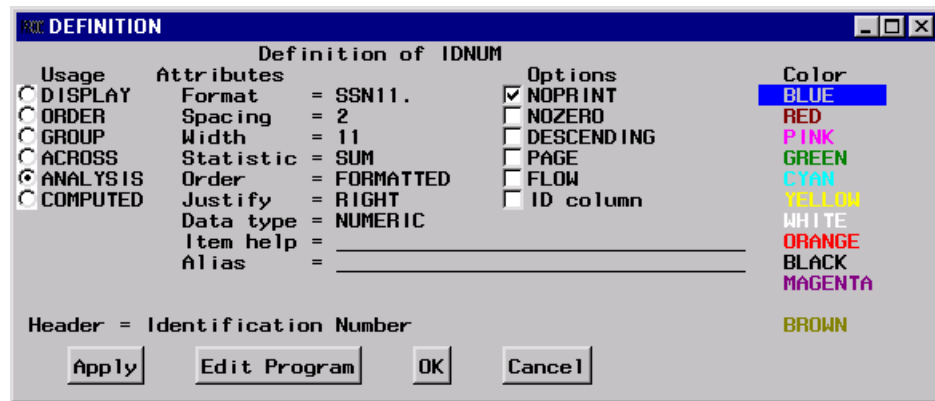 DEFINITION
Definition of IDNUM
Usage Attributes Options Color
DISPLAY Format = SSN11. NOPRINT BLUE
ORDER Spacing = 2 NOZERO RED
GROUP Width = 11 DESCENDING PINK
ACROSS Statistic = SUM PAGE GREEN
ANALYSIS Order = FORMATTED FLOW CYAN
COMPUTED Justify = RIGHT ID column YELLOW
Data type = NUMERIC WHITE
Item help = ORANGE
Alias = BLACK
MAGENTA
Header = Identification Number BROWN
Apply Edit Program OK Cancel